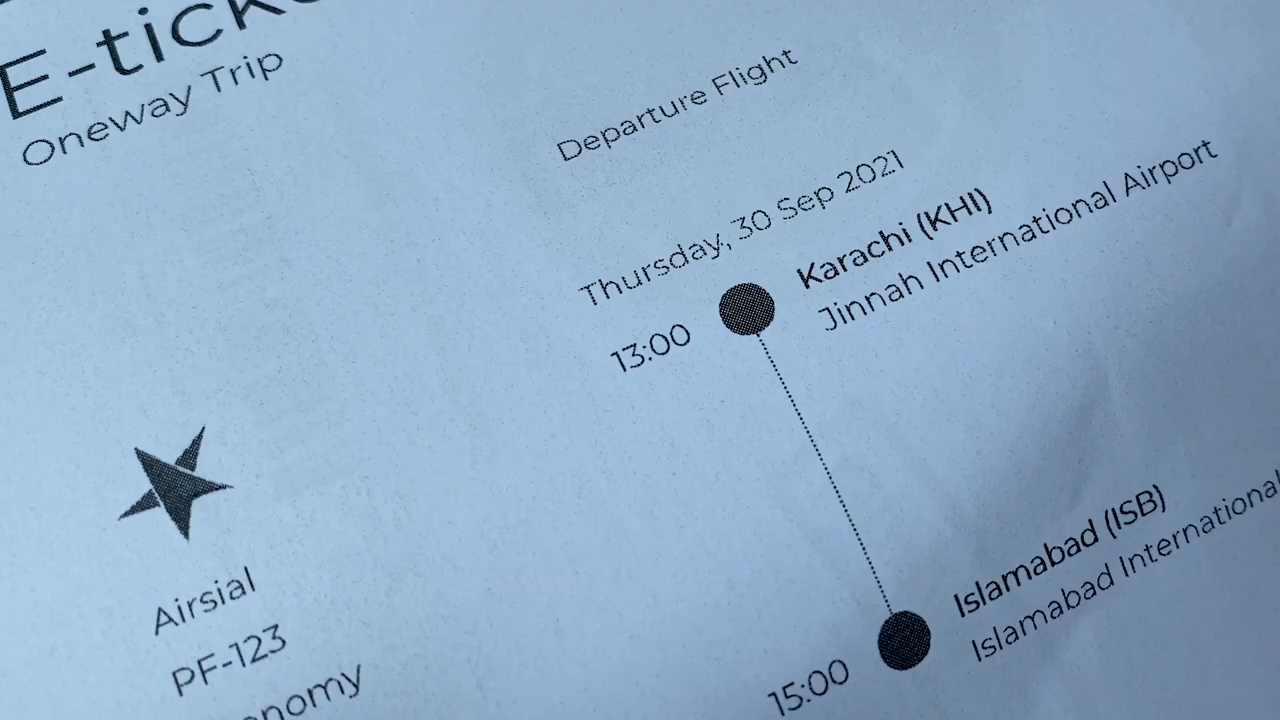 E-tick
Oneway Trip
Departure Flight
Thursday, 30 Sep 2021
13:00
Karachi (KHI)
Jinnah International Airport
Airsial
PF-123
onomy
15:00
Islamabad (ISB)
Islamabad International